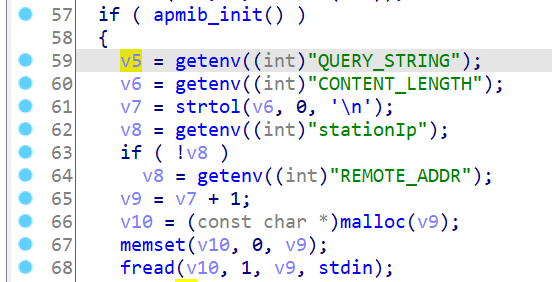 57 if ( apmib_init() )
58 {
59 v5 = getenv((int)"QUERY_STRING");
60 v6 = getenv((int)"CONTENT_LENGTH");
61 v7 = strtol(v6, 0, '\n');
62 v8 = getenv((int)"stationIp");
63 if ( !v8 )
64 v8 = getenv((int)"REMOTE_ADDR");
65 v9 = v7 + 1;
66 v10 = (const char *)malloc(v9);
67 memset(v10, 0, v9);
68 fread(v10, 1, v9, stdin);